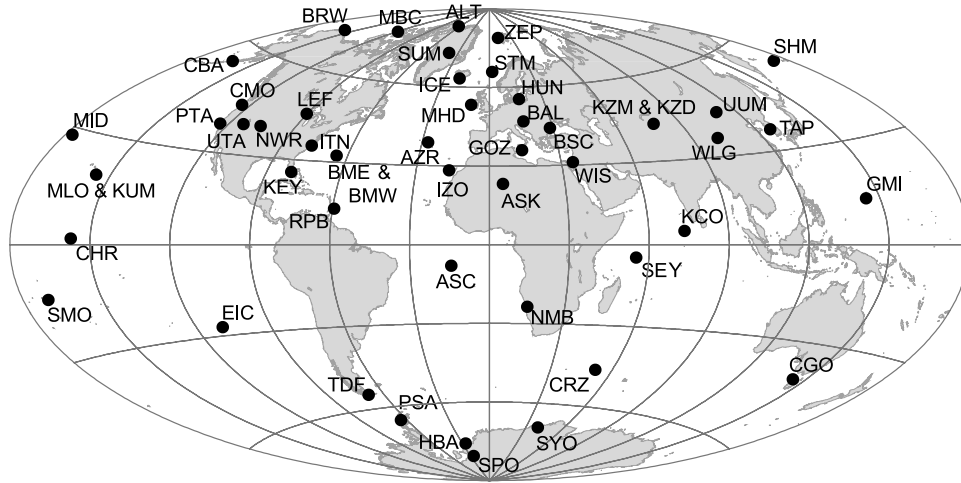 BRW
MBC
ALT
ZEP
SHM
CBA
SUM
STM
ICE
HUN
CMO
LEF
MHD
BAL
KZM & KZD
UUM
MID
PTA
UTA
NWR
ITN
AZR
GOZ
BSC
WLG
TAP
MLO & KUM
KEY
BME &
BMW
IZO
ASK
WIS
GMI
RPB
KCO
CHR
ASC
SEY
SMO
EIC
NMB
TDF
CRZ
CGO
PSA
HBA
SPO
SYO